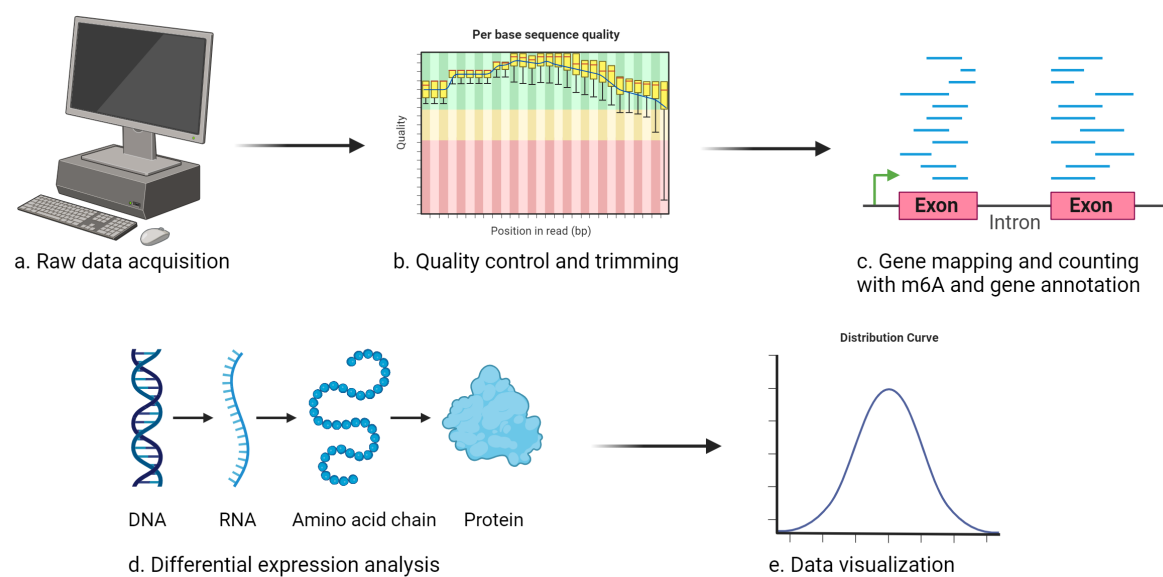 Per base sequence quality
Quality
Position in read (bp)
Exon
Intron
Exon
a. Raw data acquisition
b. Quality control and trimming
c. Gene mapping and counting
with m6A and gene annotation
Distribution Curve
DNA
RNA
Amino acid chain
Protein
d. Differential expression analysis
e. Data visualization